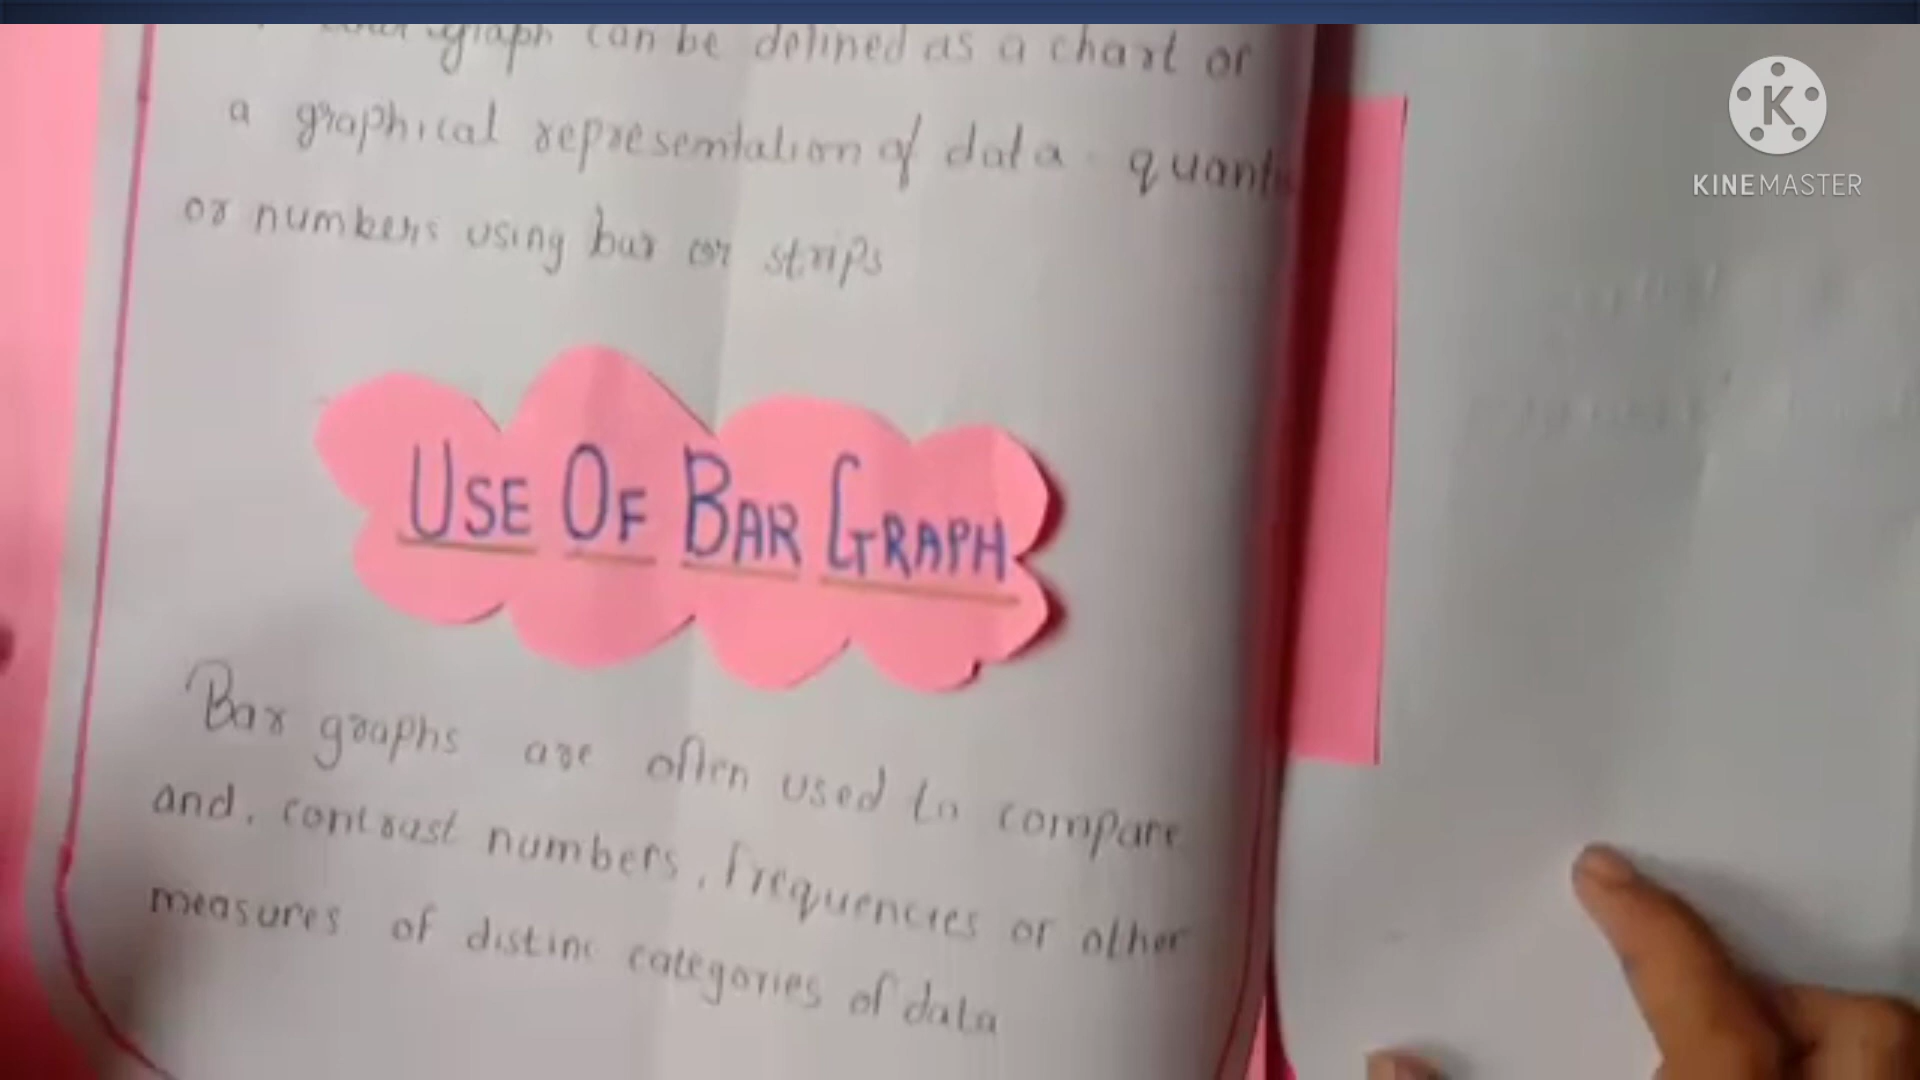 graph can be defined as a chart or
a graphical representation of data quanti
or numbers using bar or strips
USE OF BAR GRAPH
Bar graphs are often used to compare
and, contrast numbers, frequencies or other
measures of distinc categories of data
K
KINEMASTER